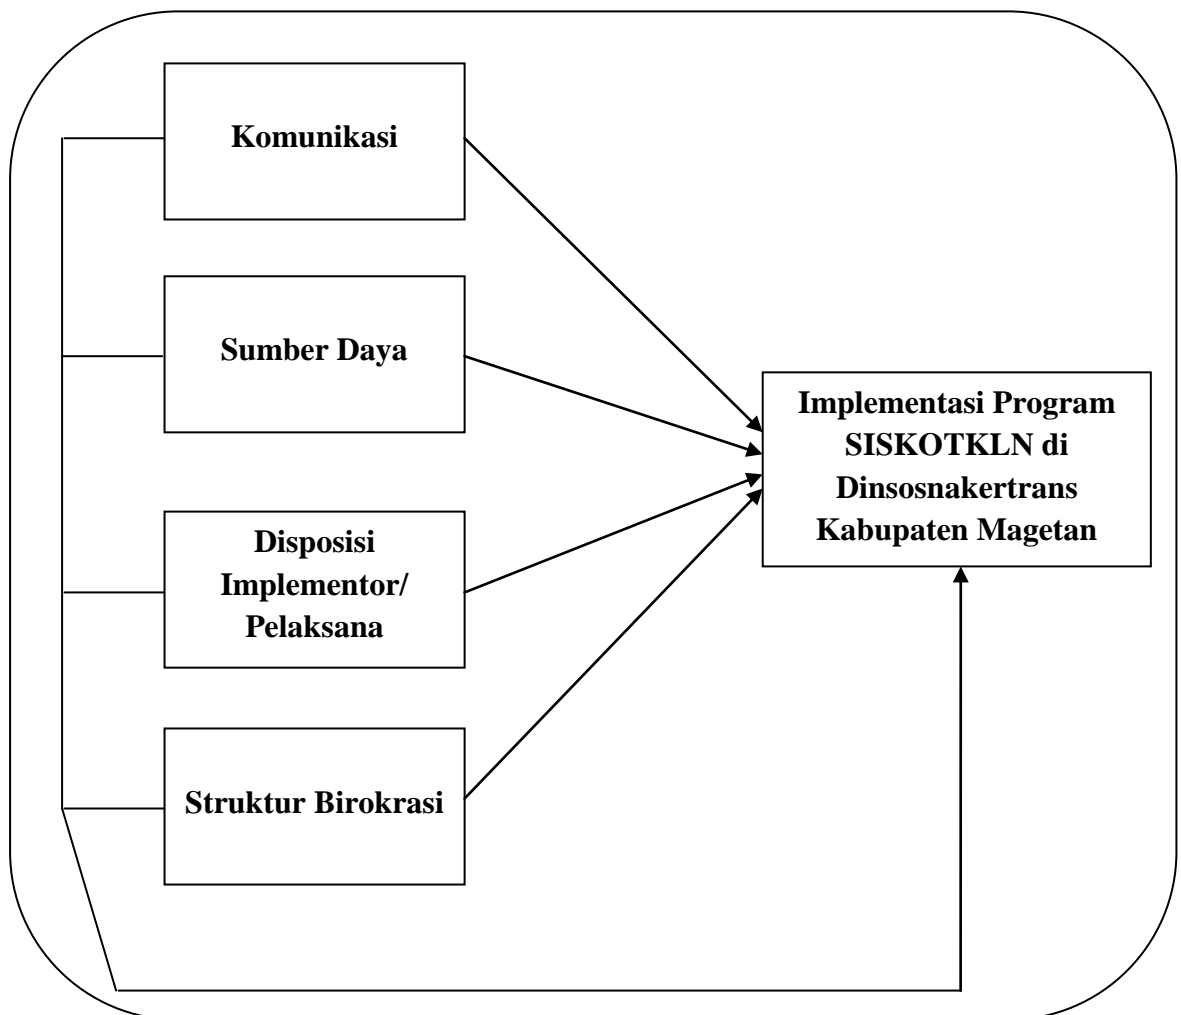 Komunikasi
Sumber Daya
Disposisi
Implementor/
Pelaksana
Struktur Birokrasi
Implementasi Program
SISKOTKLN di
Dinsosnakertrans
Kabupaten Magetan